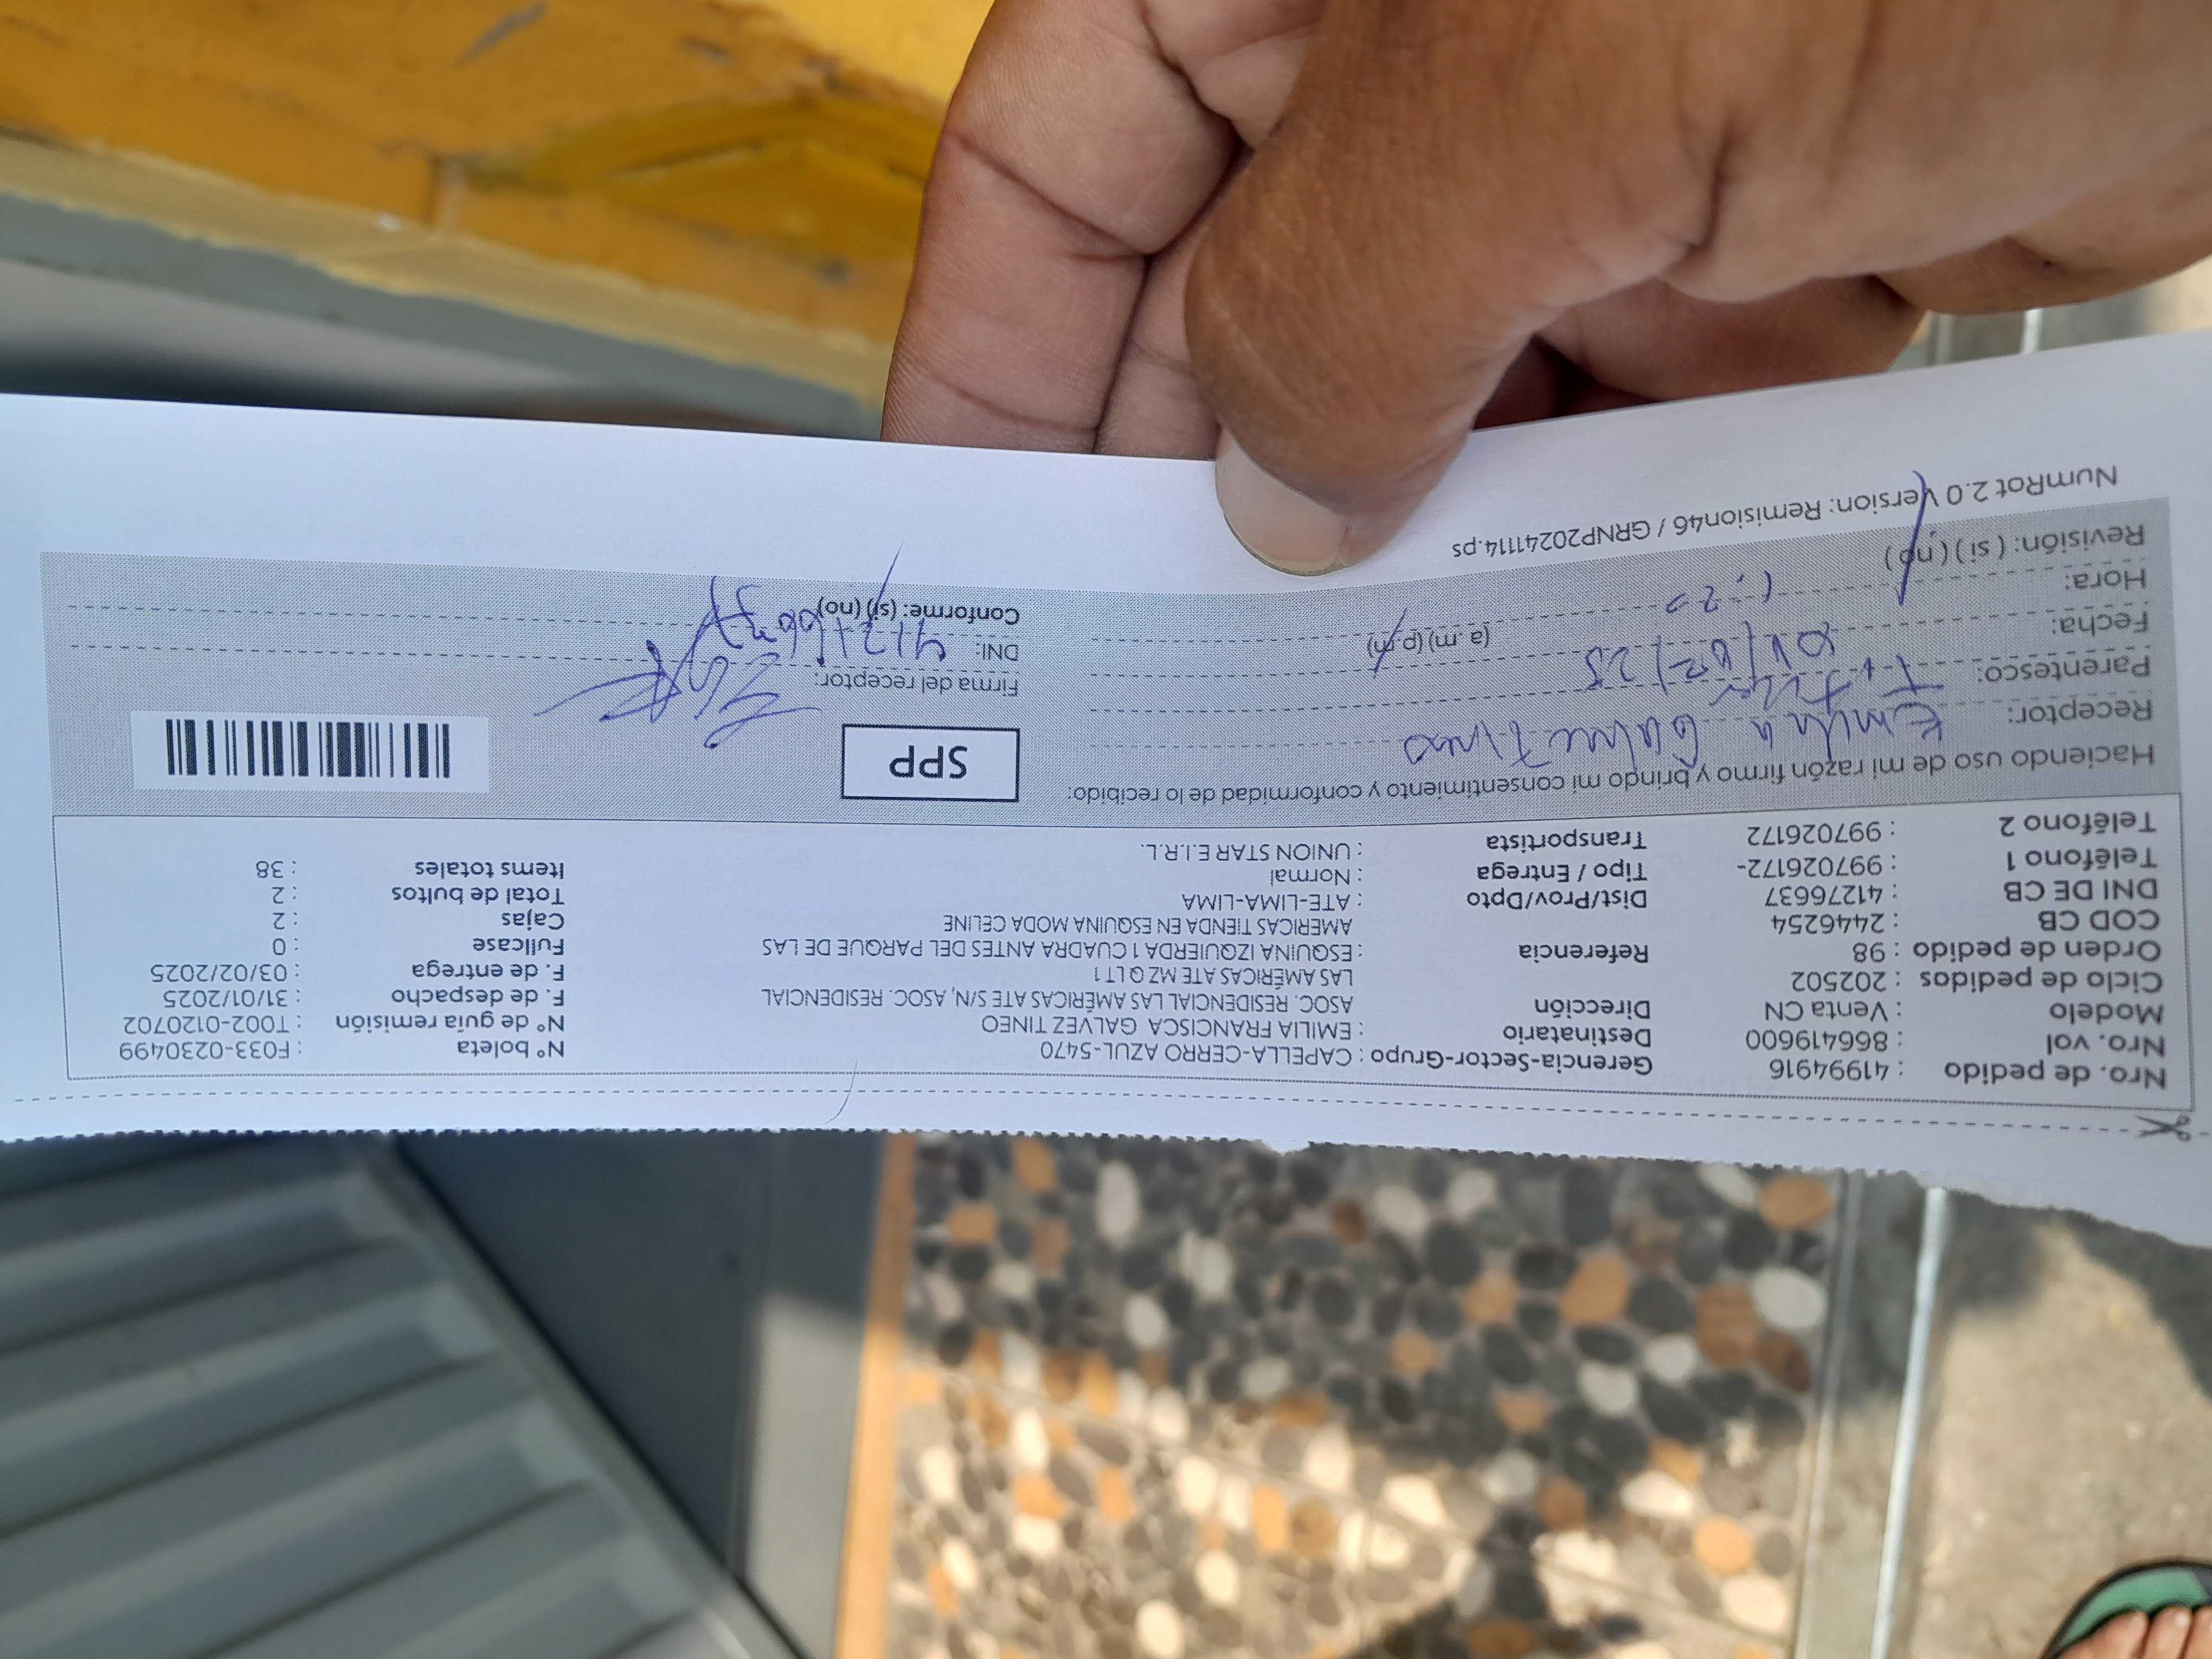 Nro. de pedido : 41994916 Gerencia-Sector-Grupo : CAPELLA-CERRO AZUL-5470 N° boleta : F033-0230499
Nro. vol : 866419600 Destinatario : EMILIA FRANCISCA GALVEZ TINEO N° de guía remisión : T002-0120702
Modelo : Venta CN Dirección ASOC. RESIDENCIAL LAS AMÉRICAS ATE S/N, ASOC. RESIDENCIAL F. de despacho : 31/01/2025
Ciclo de pedidos : 202502 LAS AMÉRICAS ATE MZ Q LT 1 F. de entrega : 03/02/2025
Orden de pedido : 98 Referencia : ESQUINA IZQUIERDA 1 CUADRA ANTES DEL PARQUE DE LAS Fullcase : 0
COD CB : 2446254 AMERICAS TIENDA EN ESQUINA MODA CELINE Cajas : 2
DNI DE CB : 41276637 Dist/Prov/Dpto : ATE-LIMA-LIMA Total de bultos : 2
Teléfono 1 : 997026172- Tipo / Entrega : Normal Items totales : 38
Teléfono 2 : 997026172 Transportista : UNION STAR E.I.R.L.
Haciendo uso de mi razón firmo y brindo mi consentimiento y conformidad de lo recibido: SPP
Receptor: Emilia Tineo
Parentesco: Firma del receptor:
Fecha: /02/25 DNI:
Hora: 1:20 (a.m) (p.m) Conforme: (si) (no)
Revisión: (si) (no)
NumRot 2.0 Version: Remision46 / GRNP20241114.ps